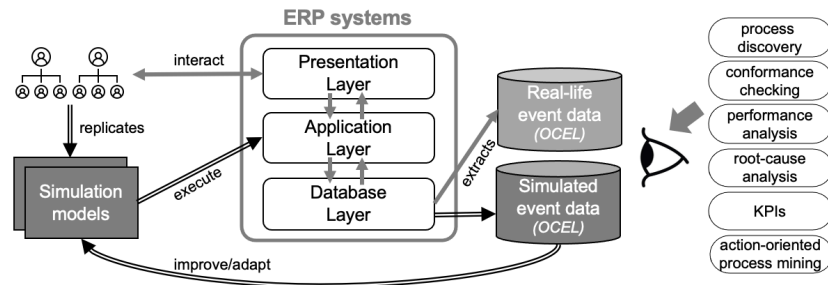 ERP systems
interact
Presentation
Layer
replicates
Application
Layer
Simulation
models
execute
Database
Layer
extracts
Real-life
event data
(OCEL)
Simulated
event data
(OCEL)
improve/adapt
process
discovery
conformance
checking
performance
analysis
root-cause
analysis
KPIs
action-oriented
process mining